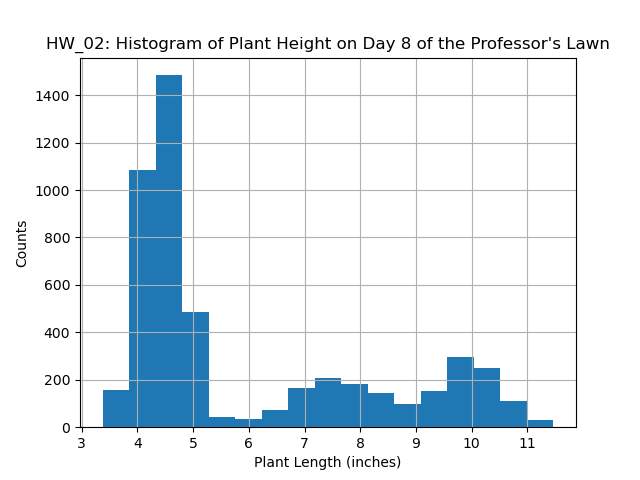 HW_02: Histogram of Plant Height on Day 8 of the Professor's Lawn
1400
1200
1000
800
600
400
200
0
Counts
3 4 5 6 7 8 9 10 11
Plant Length (inches)